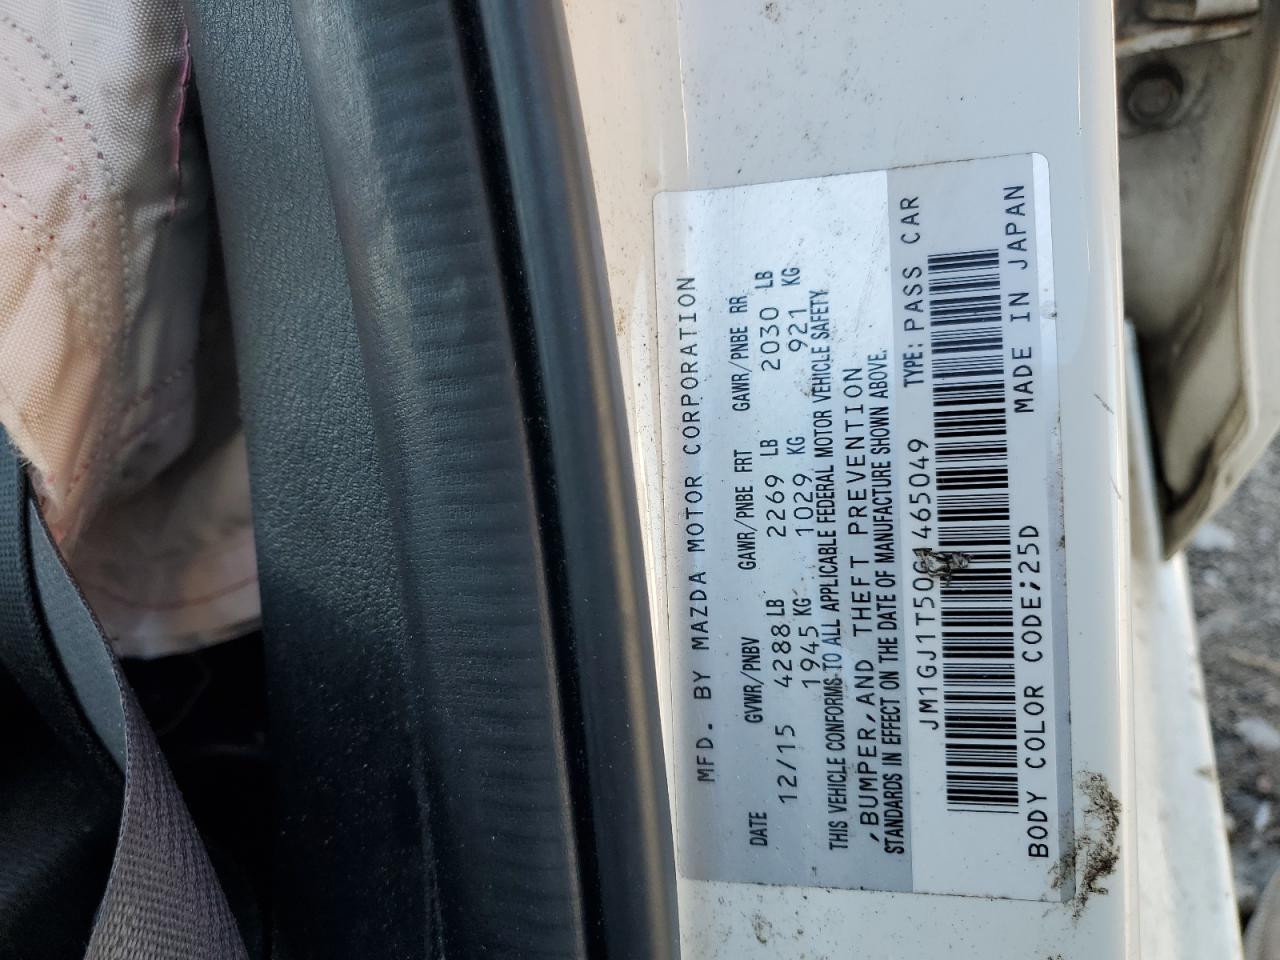 MFD. BY MAZDA MOTOR CORPORATION
DATE GVWR/PNBV GAWR/PNBE FRT GAWR/PNBE RR
12/15 4288 LB 2269 LB 2030 LB
1945 KG 1029 KG 921 KG
THIS VEHICLE CONFORMS TO ALL APPLICABLE FEDERAL MOTOR VEHICLE SAFETY,
,BUMPER,AND THEFT PREVENTION
STANDARDS IN EFFECT ON THE DATE OF MANUFACTURE SHOWN ABOVE.
TYPE: PASS CAR
BODY COLOR CODE;25D MADE IN JAPAN